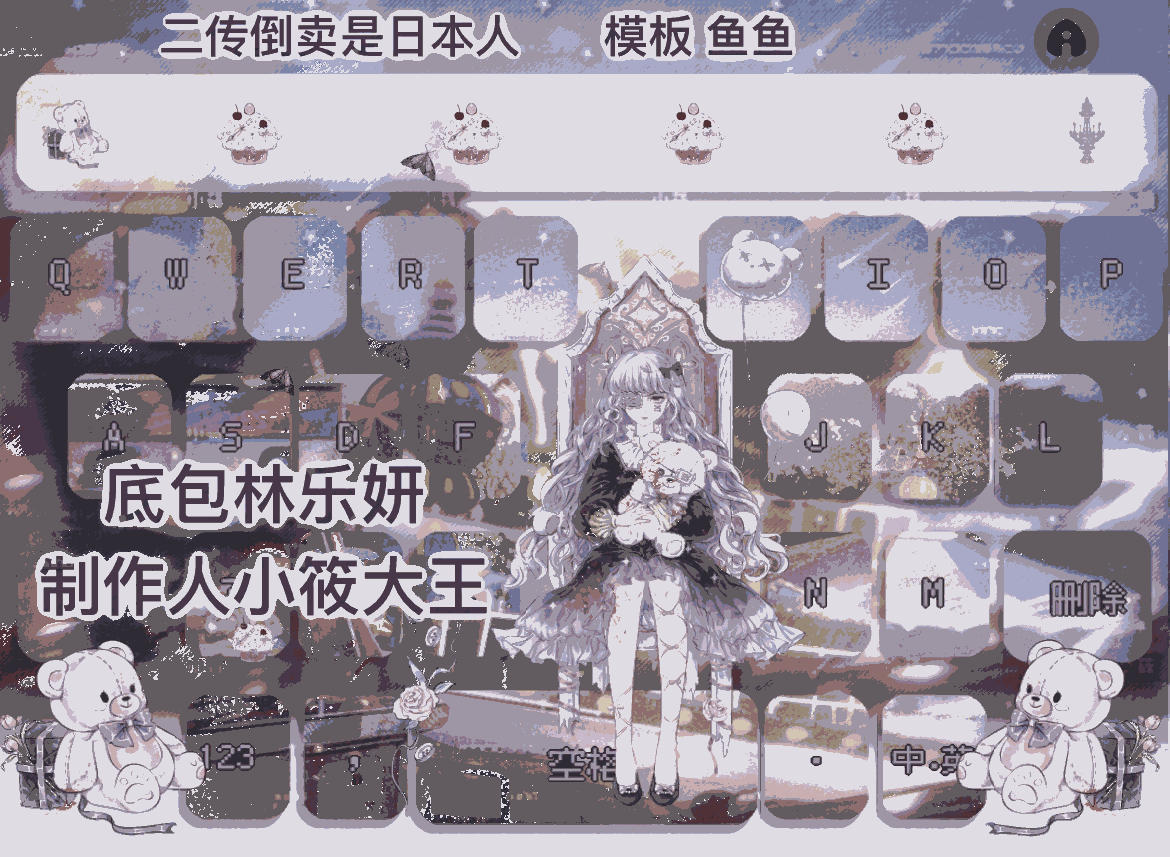 二传倒卖是日本人 模板 鱼鱼
Q W E R T I O P
A S D F J K L
底包林乐妍
N M 删除
制作人小筱大王
123 , 空格 . 中.英